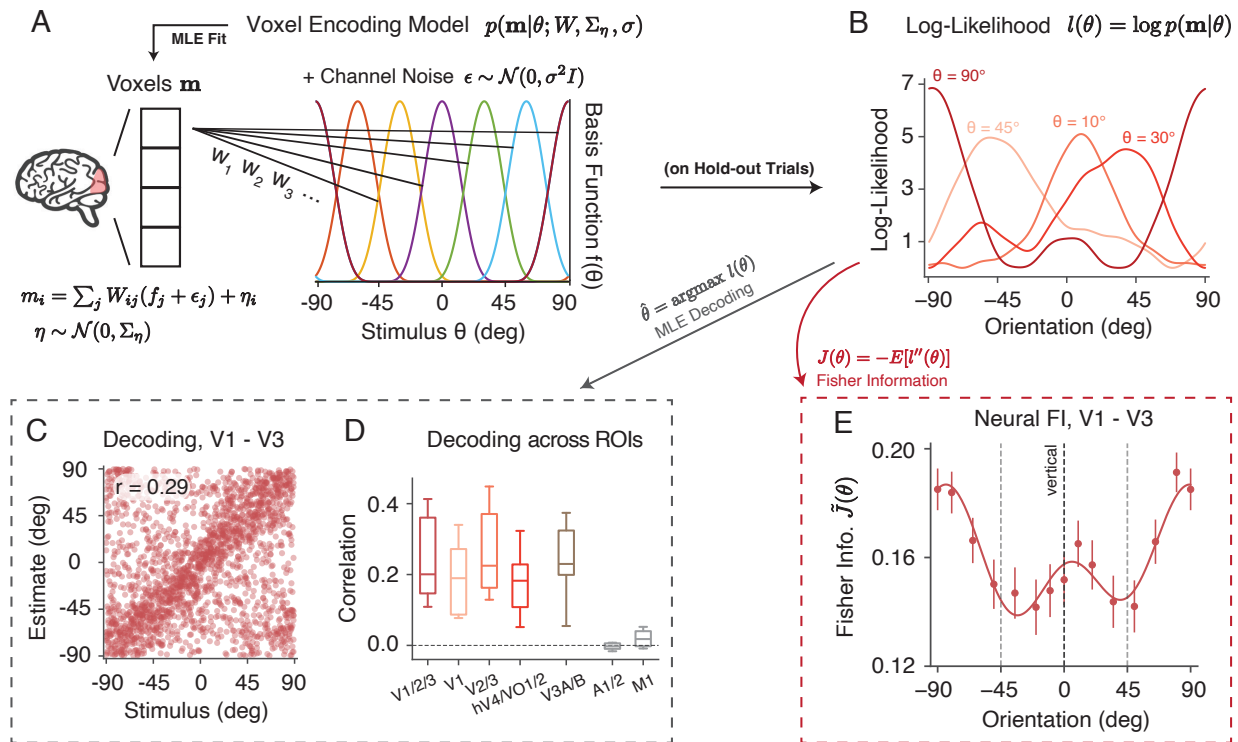 A
Voxel Encoding Model p(m|θ; W, Σ_η, σ)
MLE Fit
Voxels m
+ Channel Noise ϵ ∼ N(0, σ²I)
W₁ W₂ W₃ ...
Basis Function f(θ)
-90 -45 0 45 90
Stimulus θ (deg)
m_i = ∑_j W_ij(f_j + ϵ_j) + η_i
η ∼ N(0, Σ_η)
(on Hold-out Trials)
B
Log-Likelihood l(θ) = log p(m|θ)
7
5
3
1
Log-Likelihood
θ = 90°
θ = 45°
θ = 10°
θ = 30°
−90 −45 0 45 90
Orientation (deg)
θ̂ = argmax l(θ)
MLE Decoding
J(θ) = −E[l′′(θ)]
Fisher Information
C
Decoding, V1 - V3
r = 0.29
90
45
0
-45
-90
Estimate (deg)
-90 -45 0 45 90
Stimulus (deg)
D
Decoding across ROIs
0.4
0.2
0.0
Correlation
V1/2/3
V1
V2/3
hV4/VO1/2
V3A/B
A1/2
M1
E
Neural FI, V1 - V3
0.20
0.16
0.12
Fisher Info. J̃(θ)
vertical
−90 −45 0 45 90
Orientation (deg)